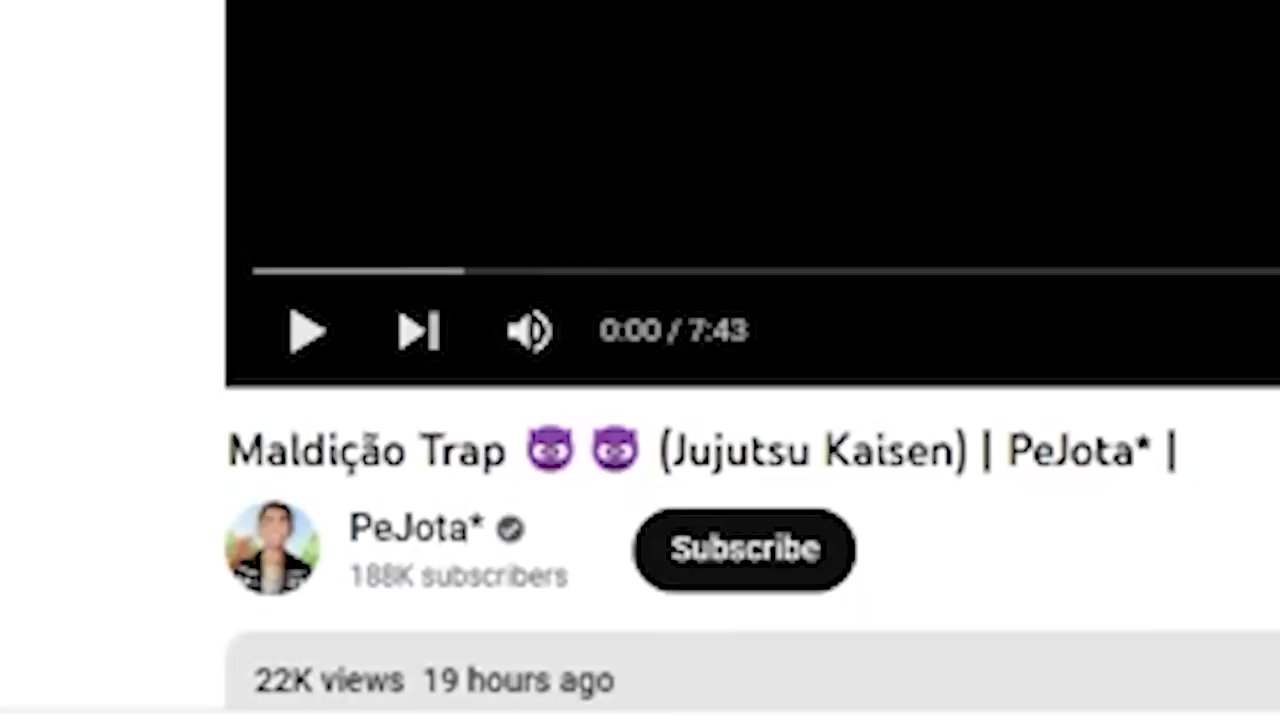 0:00 / 7:43
Maldição Trap 😈 😈 (Jujutsu Kaisen) | PeJota* |
PeJota*
Subscribe
188K subscribers
22K views 19 hours ago